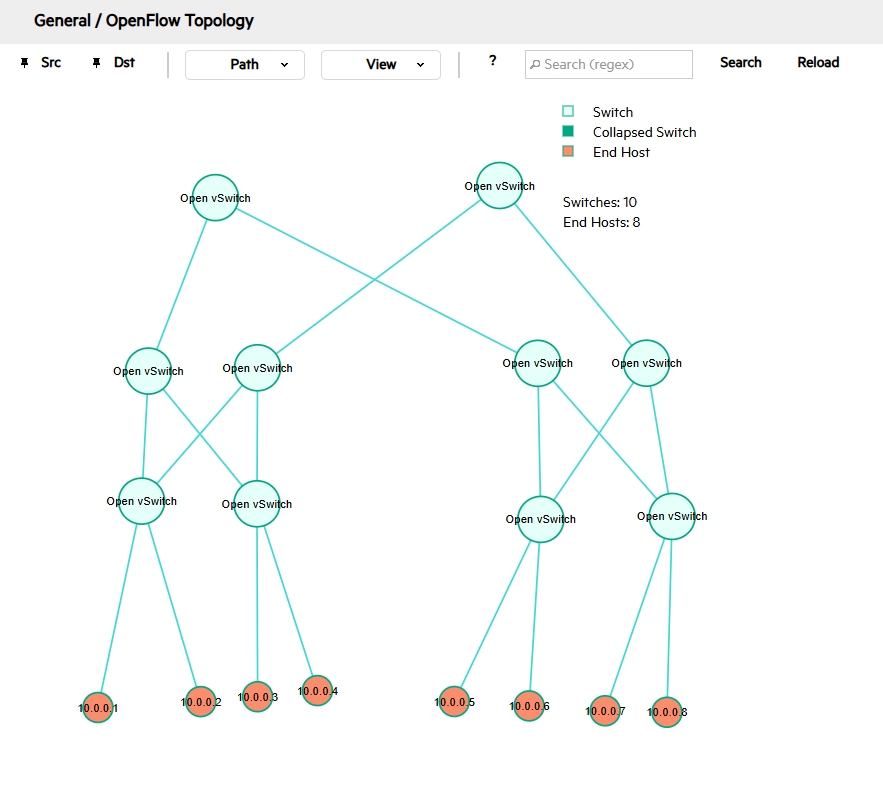 General / OpenFlow Topology
Src Dst Path View ? Search (regex) Search Reload
Switch
Collapsed Switch
End Host
Switches: 10
End Hosts: 8
Open vSwitch Open vSwitch
Open vSwitch Open vSwitch Open vSwitch Open vSwitch
Open vSwitch Open vSwitch Open vSwitch Open vSwitch
10.0.0.1 10.0.0.2 10.0.0.3 10.0.0.4 10.0.0.5 10.0.0.6 10.0.0.7 10.0.0.8